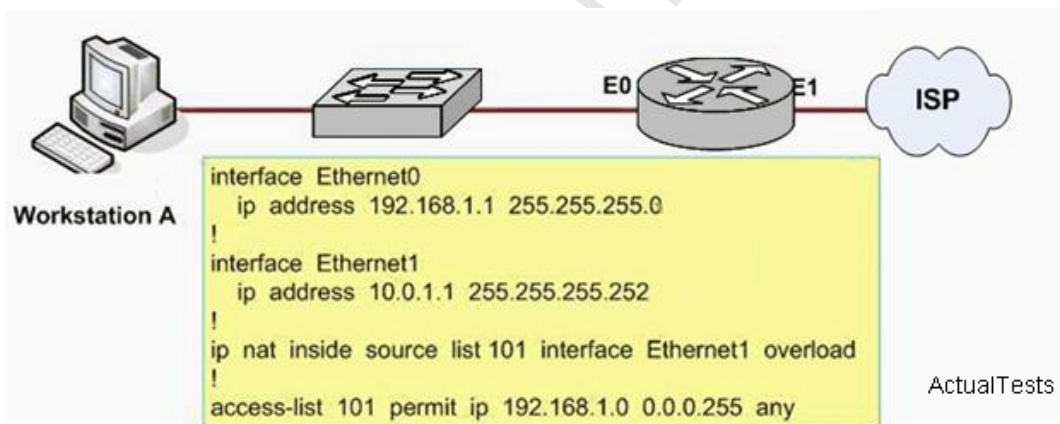 E0
E1
ISP
Workstation A
interface Ethernet0
ip address 192.168.1.1 255.255.255.0
!
interface Ethernet1
ip address 10.0.1.1 255.255.255.252
!
ip nat inside source list 101 interface Ethernet1 overload
!
access-list 101 permit ip 192.168.1.0 0.0.0.255 any
ActualTests